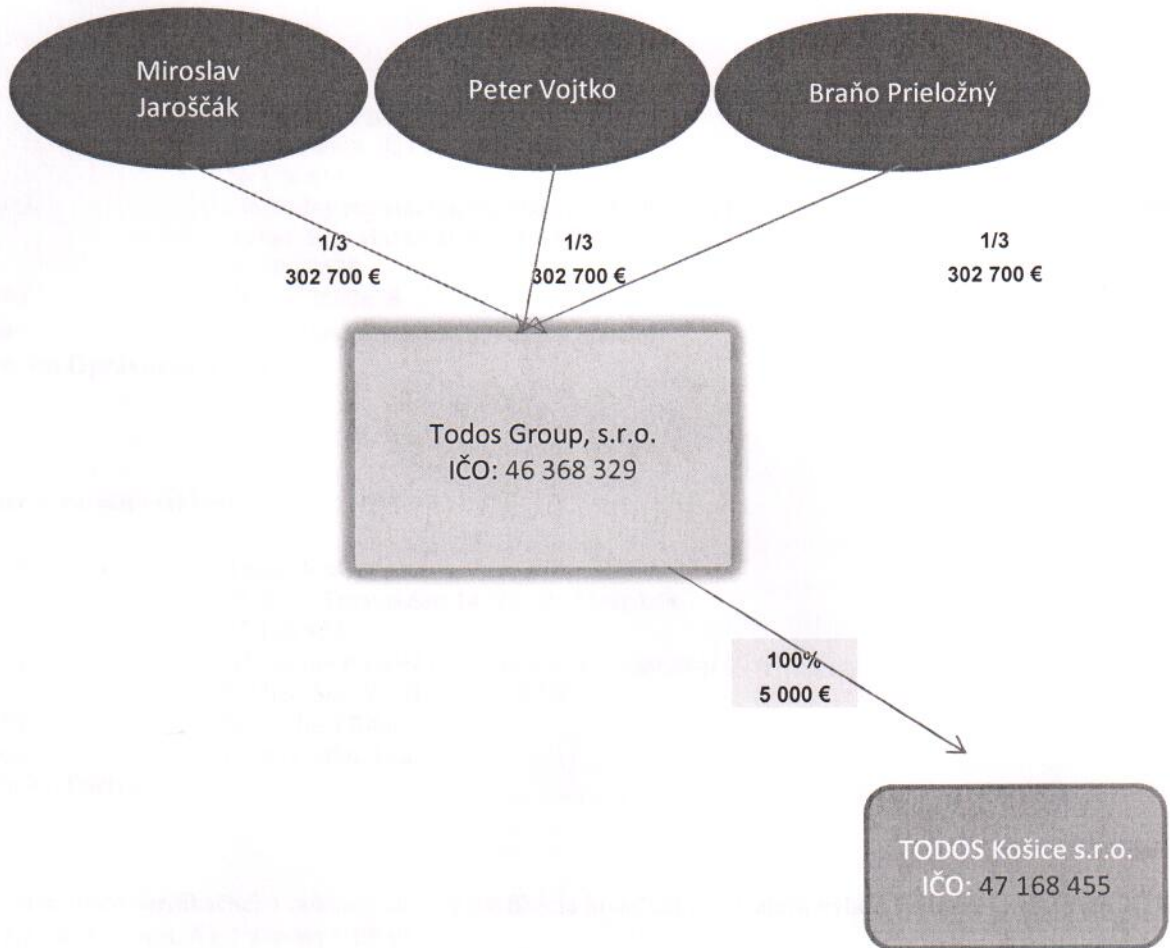 Miroslav
Jaroščák
Peter Vojtko
Braňo Prieložný
1/3
302 700 €
1/3
302 700 €
1/3
302 700 €
Todos Group, s.r.o.
IČO: 46 368 329
100%
5 000 €
TODOS Košice s.r.o.
IČO: 47 168 455